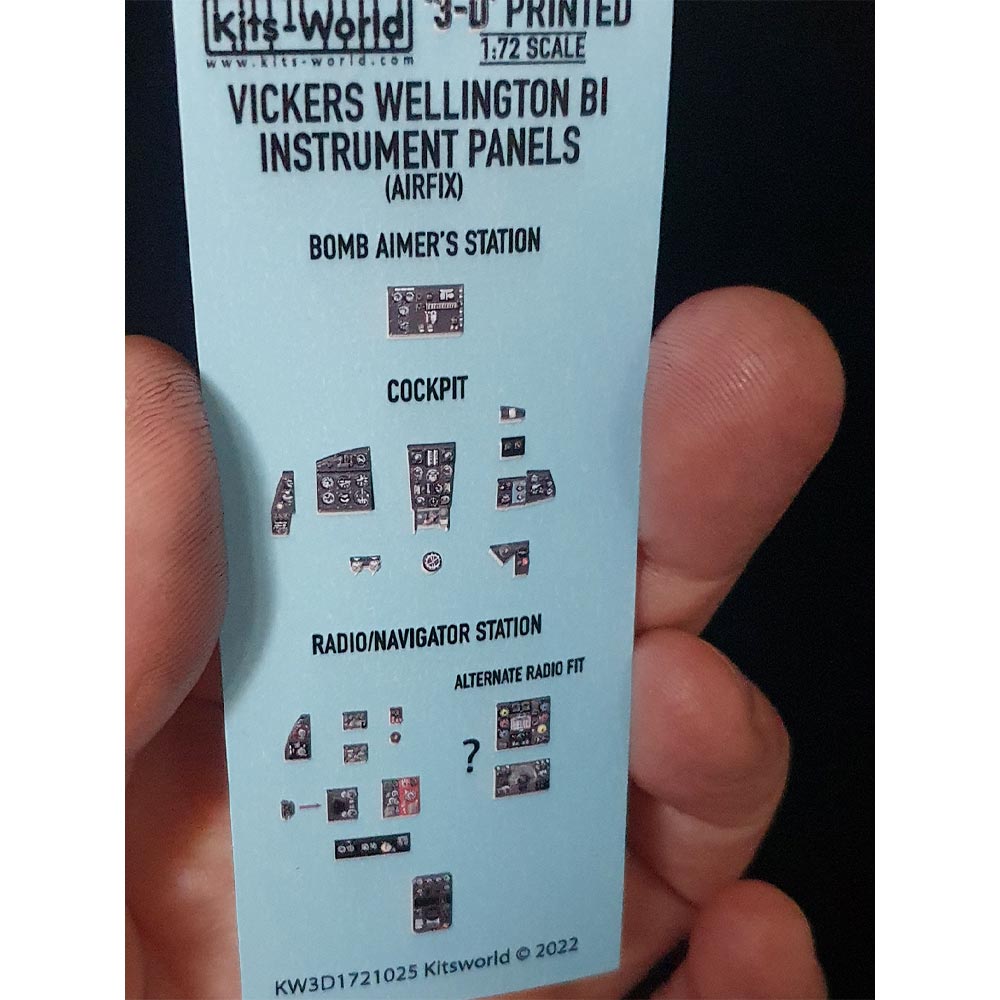 Kits-World
www.kits-world.com
'3-D' PRINTED
1:72 SCALE
VICKERS WELLINGTON BI
INSTRUMENT PANELS
(AIRFIX)
BOMB AIMER'S STATION
COCKPIT
RADIO/NAVIGATOR STATION
ALTERNATE RADIO FIT
?
KW3D1721025 Kitsworld © 2022